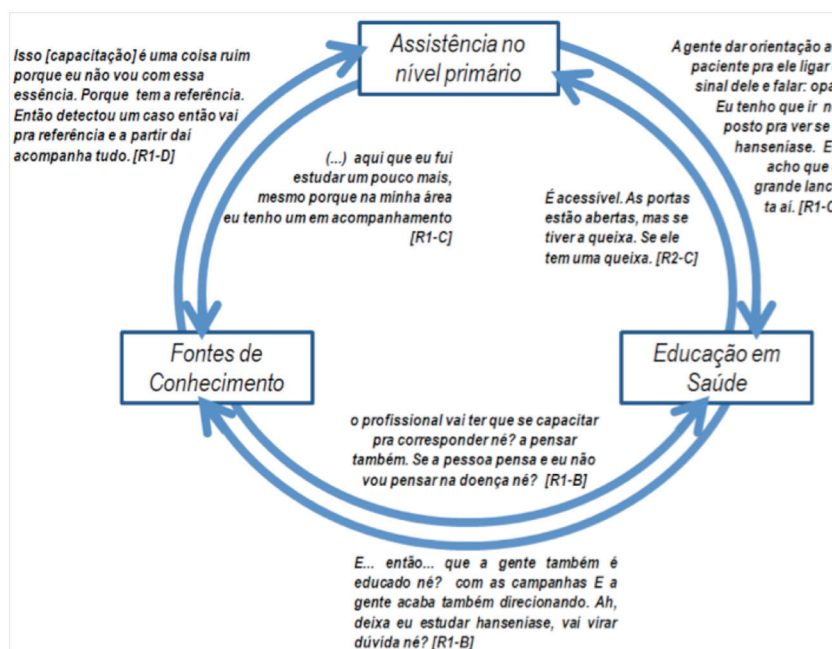 Assistência no
nível primário
Isso [capacitação] é uma coisa ruim
porque eu não vou com essa
essência. Porque tem a referência.
Então detectou um caso então vai
pra referência e a partir daí
acompanha tudo. [R1-D]
(...) aqui que eu fui
estudar um pouco mais,
mesmo porque na minha área
eu tenho um em acompanhamento
[R1-C]
A gente dar orientação a
paciente pra ele ligar
sinal dele e falar: opa
Eu tenho que ir n
posto pra ver se
hanseníase. E
acho que
grande lanc
ta aí. [R1-C
É acessível. As portas
estão abertas, mas se
tiver a queixa. Se ele
tem uma queixa. [R2-C]
Fontes de
Conhecimento
Educação em
Saúde
o profissional vai ter que se capacitar
pra corresponder né? a pensar
também. Se a pessoa pensa e eu não
vou pensar na doença né? [R1-B]
E... então... que a gente também é
educado né? com as campanhas E a
gente acaba também direcionando. Ah,
deixa eu estudar hanseníase, vai virar
dúvida né? [R1-B]